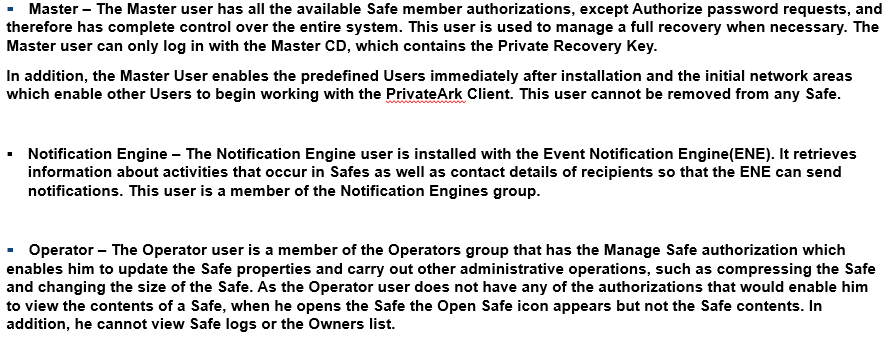 ▪ Master – The Master user has all the available Safe member authorizations, except Authorize password requests, and
therefore has complete control over the entire system. This user is used to manage a full recovery when necessary. The
Master user can only log in with the Master CD, which contains the Private Recovery Key.
In addition, the Master User enables the predefined Users immediately after installation and the initial network areas
which enable other Users to begin working with the PrivateArk Client. This user cannot be removed from any Safe.
▪ Notification Engine – The Notification Engine user is installed with the Event Notification Engine(ENE). It retrieves
information about activities that occur in Safes as well as contact details of recipients so that the ENE can send
notifications. This user is a member of the Notification Engines group.
▪ Operator – The Operator user is a member of the Operators group that has the Manage Safe authorization which
enables him to update the Safe properties and carry out other administrative operations, such as compressing the Safe
and changing the size of the Safe. As the Operator user does not have any of the authorizations that would enable him
to view the contents of a Safe, when he opens the Safe the Open Safe icon appears but not the Safe contents. In
addition, he cannot view Safe logs or the Owners list.